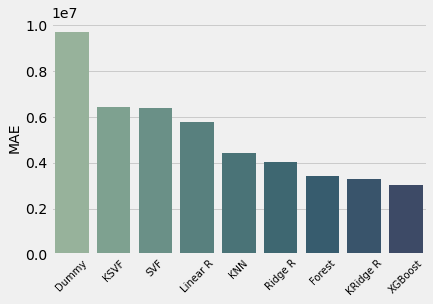 1e7
1.0
0.8
0.6
0.4
0.2
0.0
MAE
Dummy
KSVF
SVF
Linear R
KNN
Ridge R
Forest
KRidge R
XGBoost